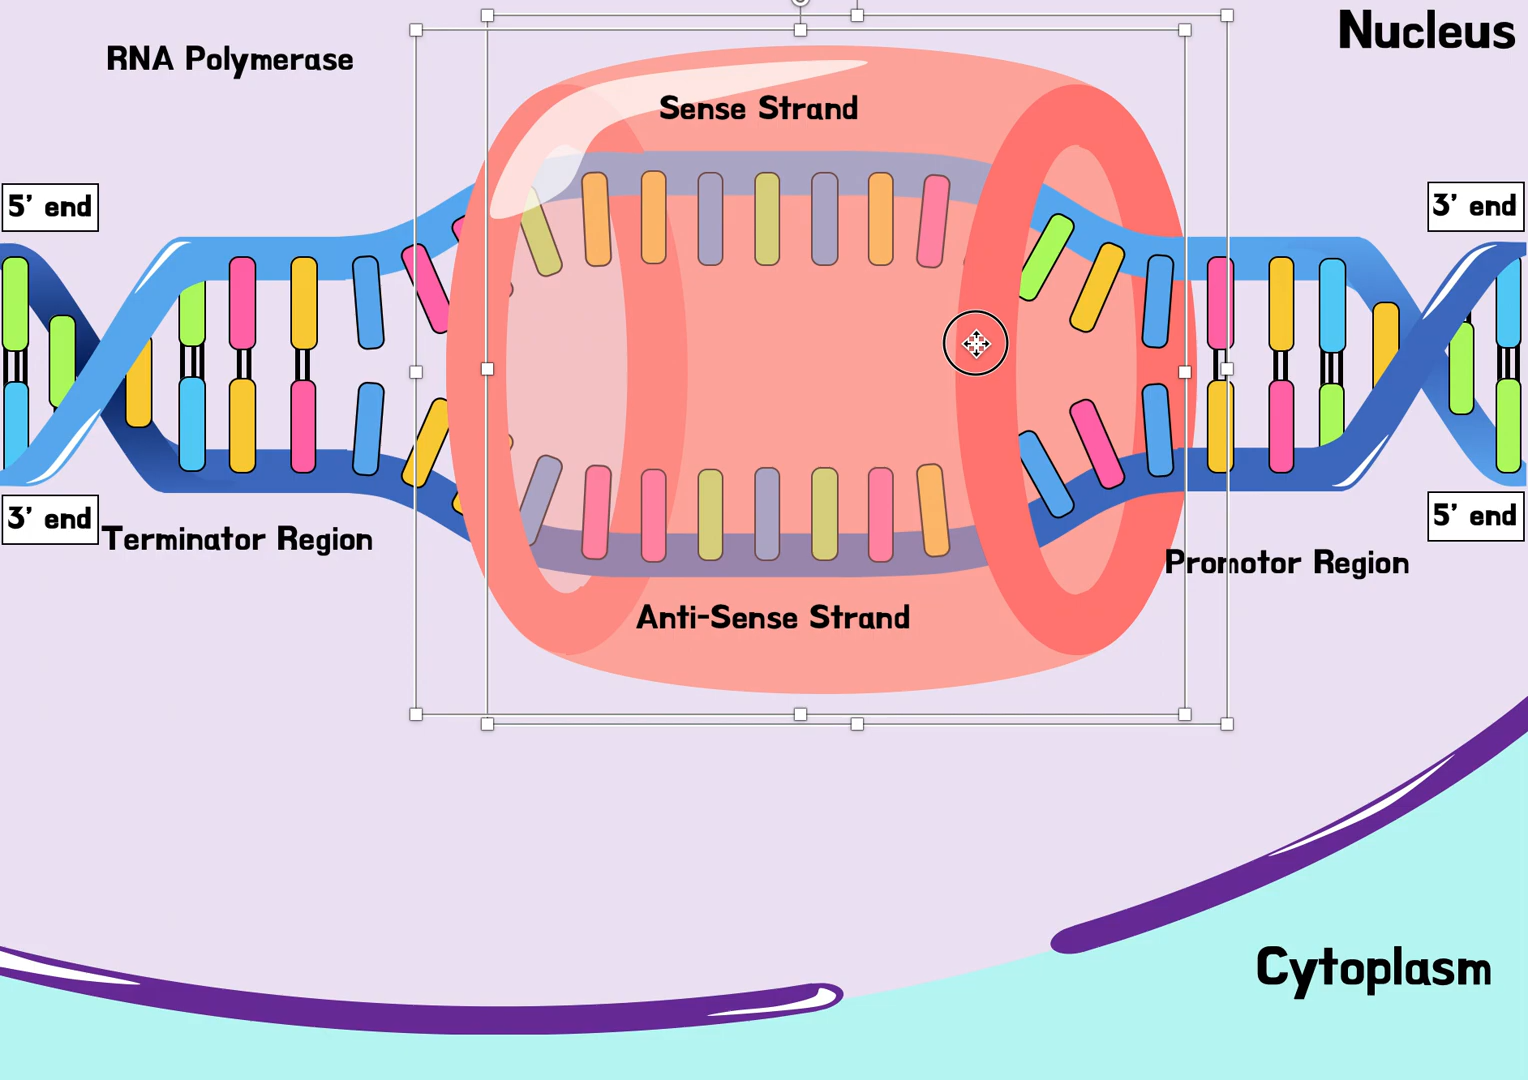 Nucleus
RNA Polymerase
Sense Strand
5' end
3' end
3' end
5' end
Terminator Region
Promotor Region
Anti-Sense Strand
Cytoplasm